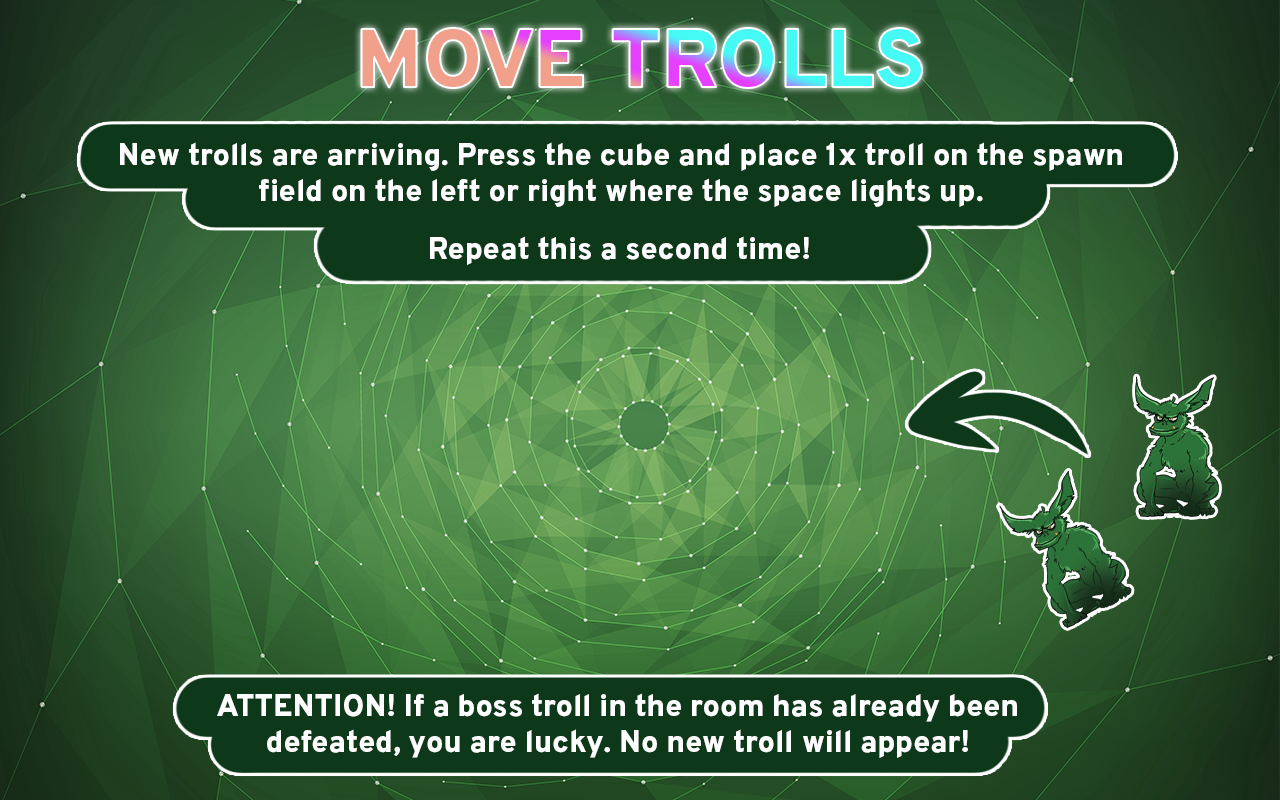 MOVE TROLLS
New trolls are arriving. Press the cube and place 1x troll on the spawn
field on the left or right where the space lights up.
Repeat this a second time!
ATTENTION! If a boss troll in the room has already been
defeated, you are lucky. No new troll will appear!